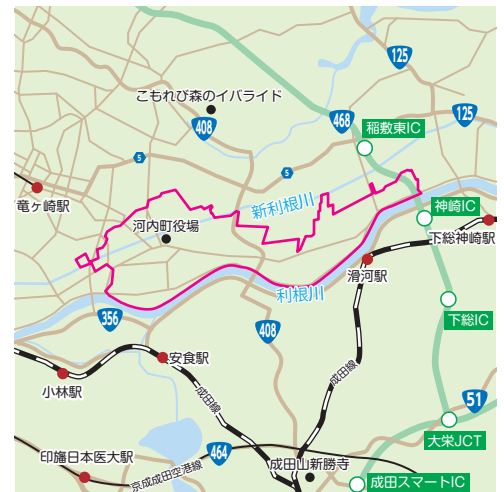 125
こもれび森のイバライド
408
468
125
稲敷東IC
5
5
竜ヶ崎駅
新利根川
神崎IC
河内町役場
下総神崎駅
滑河駅
利根川
下総IC
356
408
安食駅
成田線
成田線
小林駅
51
大栄JCT
印旛日本医大駅
464
成田山新勝寺
京成成田空港線
成田スマートIC